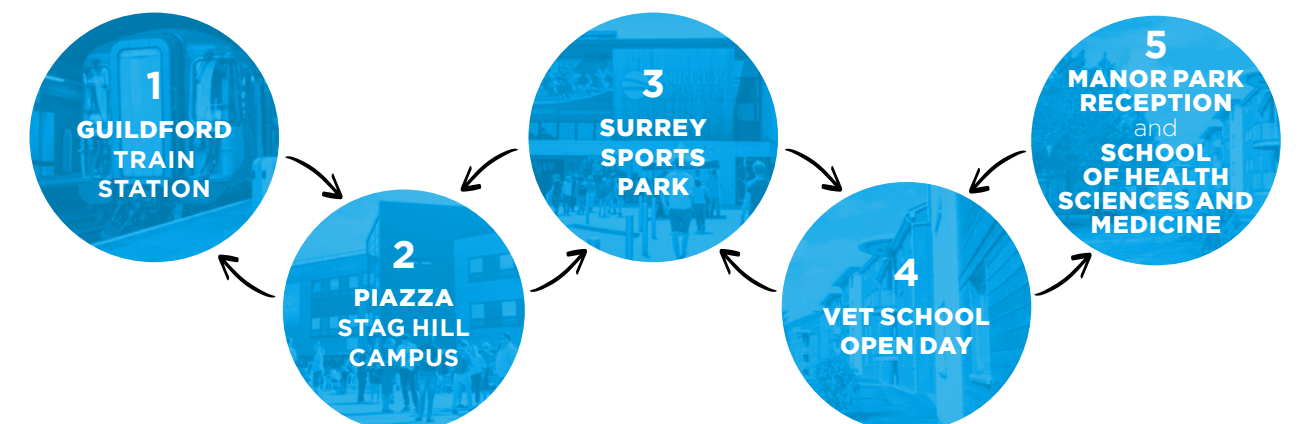 1
GUILDFORD
TRAIN
STATION
2
PIAZZA
STAG HILL
CAMPUS
3
SURREY
SPORTS
PARK
4
VET SCHOOL
OPEN DAY
5
MANOR PARK
RECEPTION
and
SCHOOL
OF HEALTH
SCIENCES AND
MEDICINE